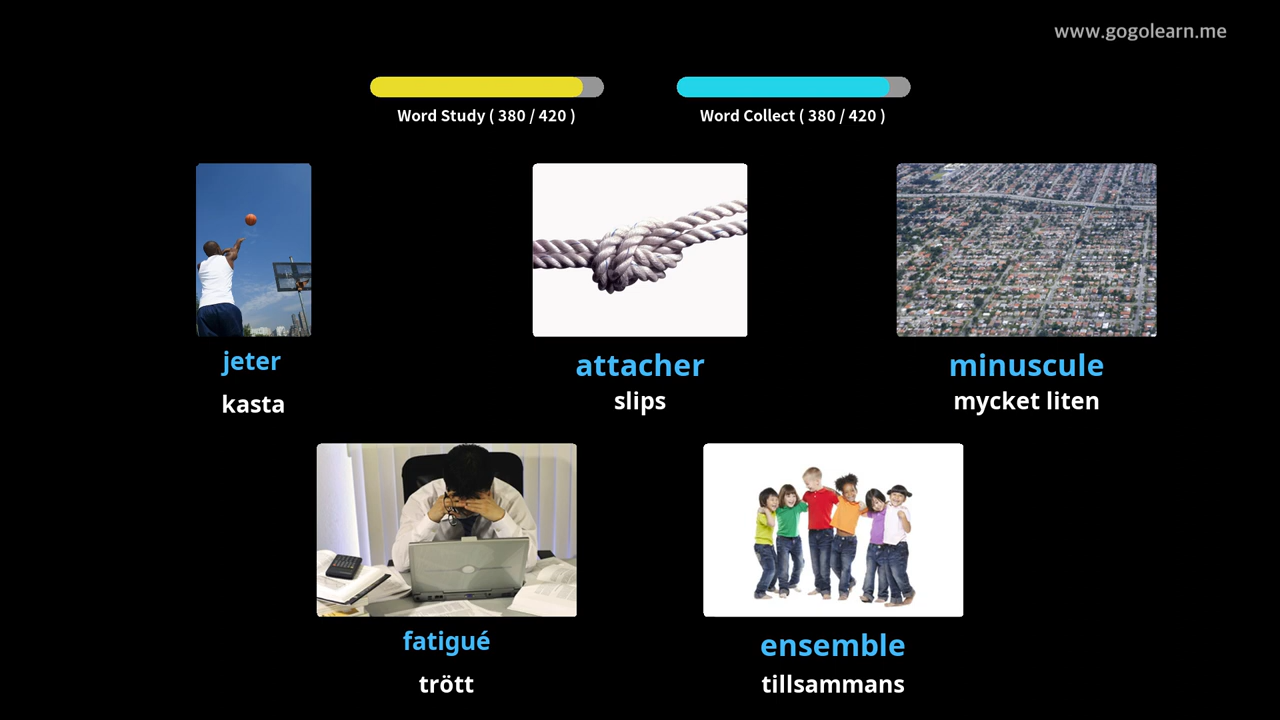 www.gogolearn.me
Word Study ( 380 / 420 )
Word Collect ( 380 / 420 )
jeter
kasta
attacher
slips
minuscule
mycket liten
fatigué
trött
ensemble
tillsammans